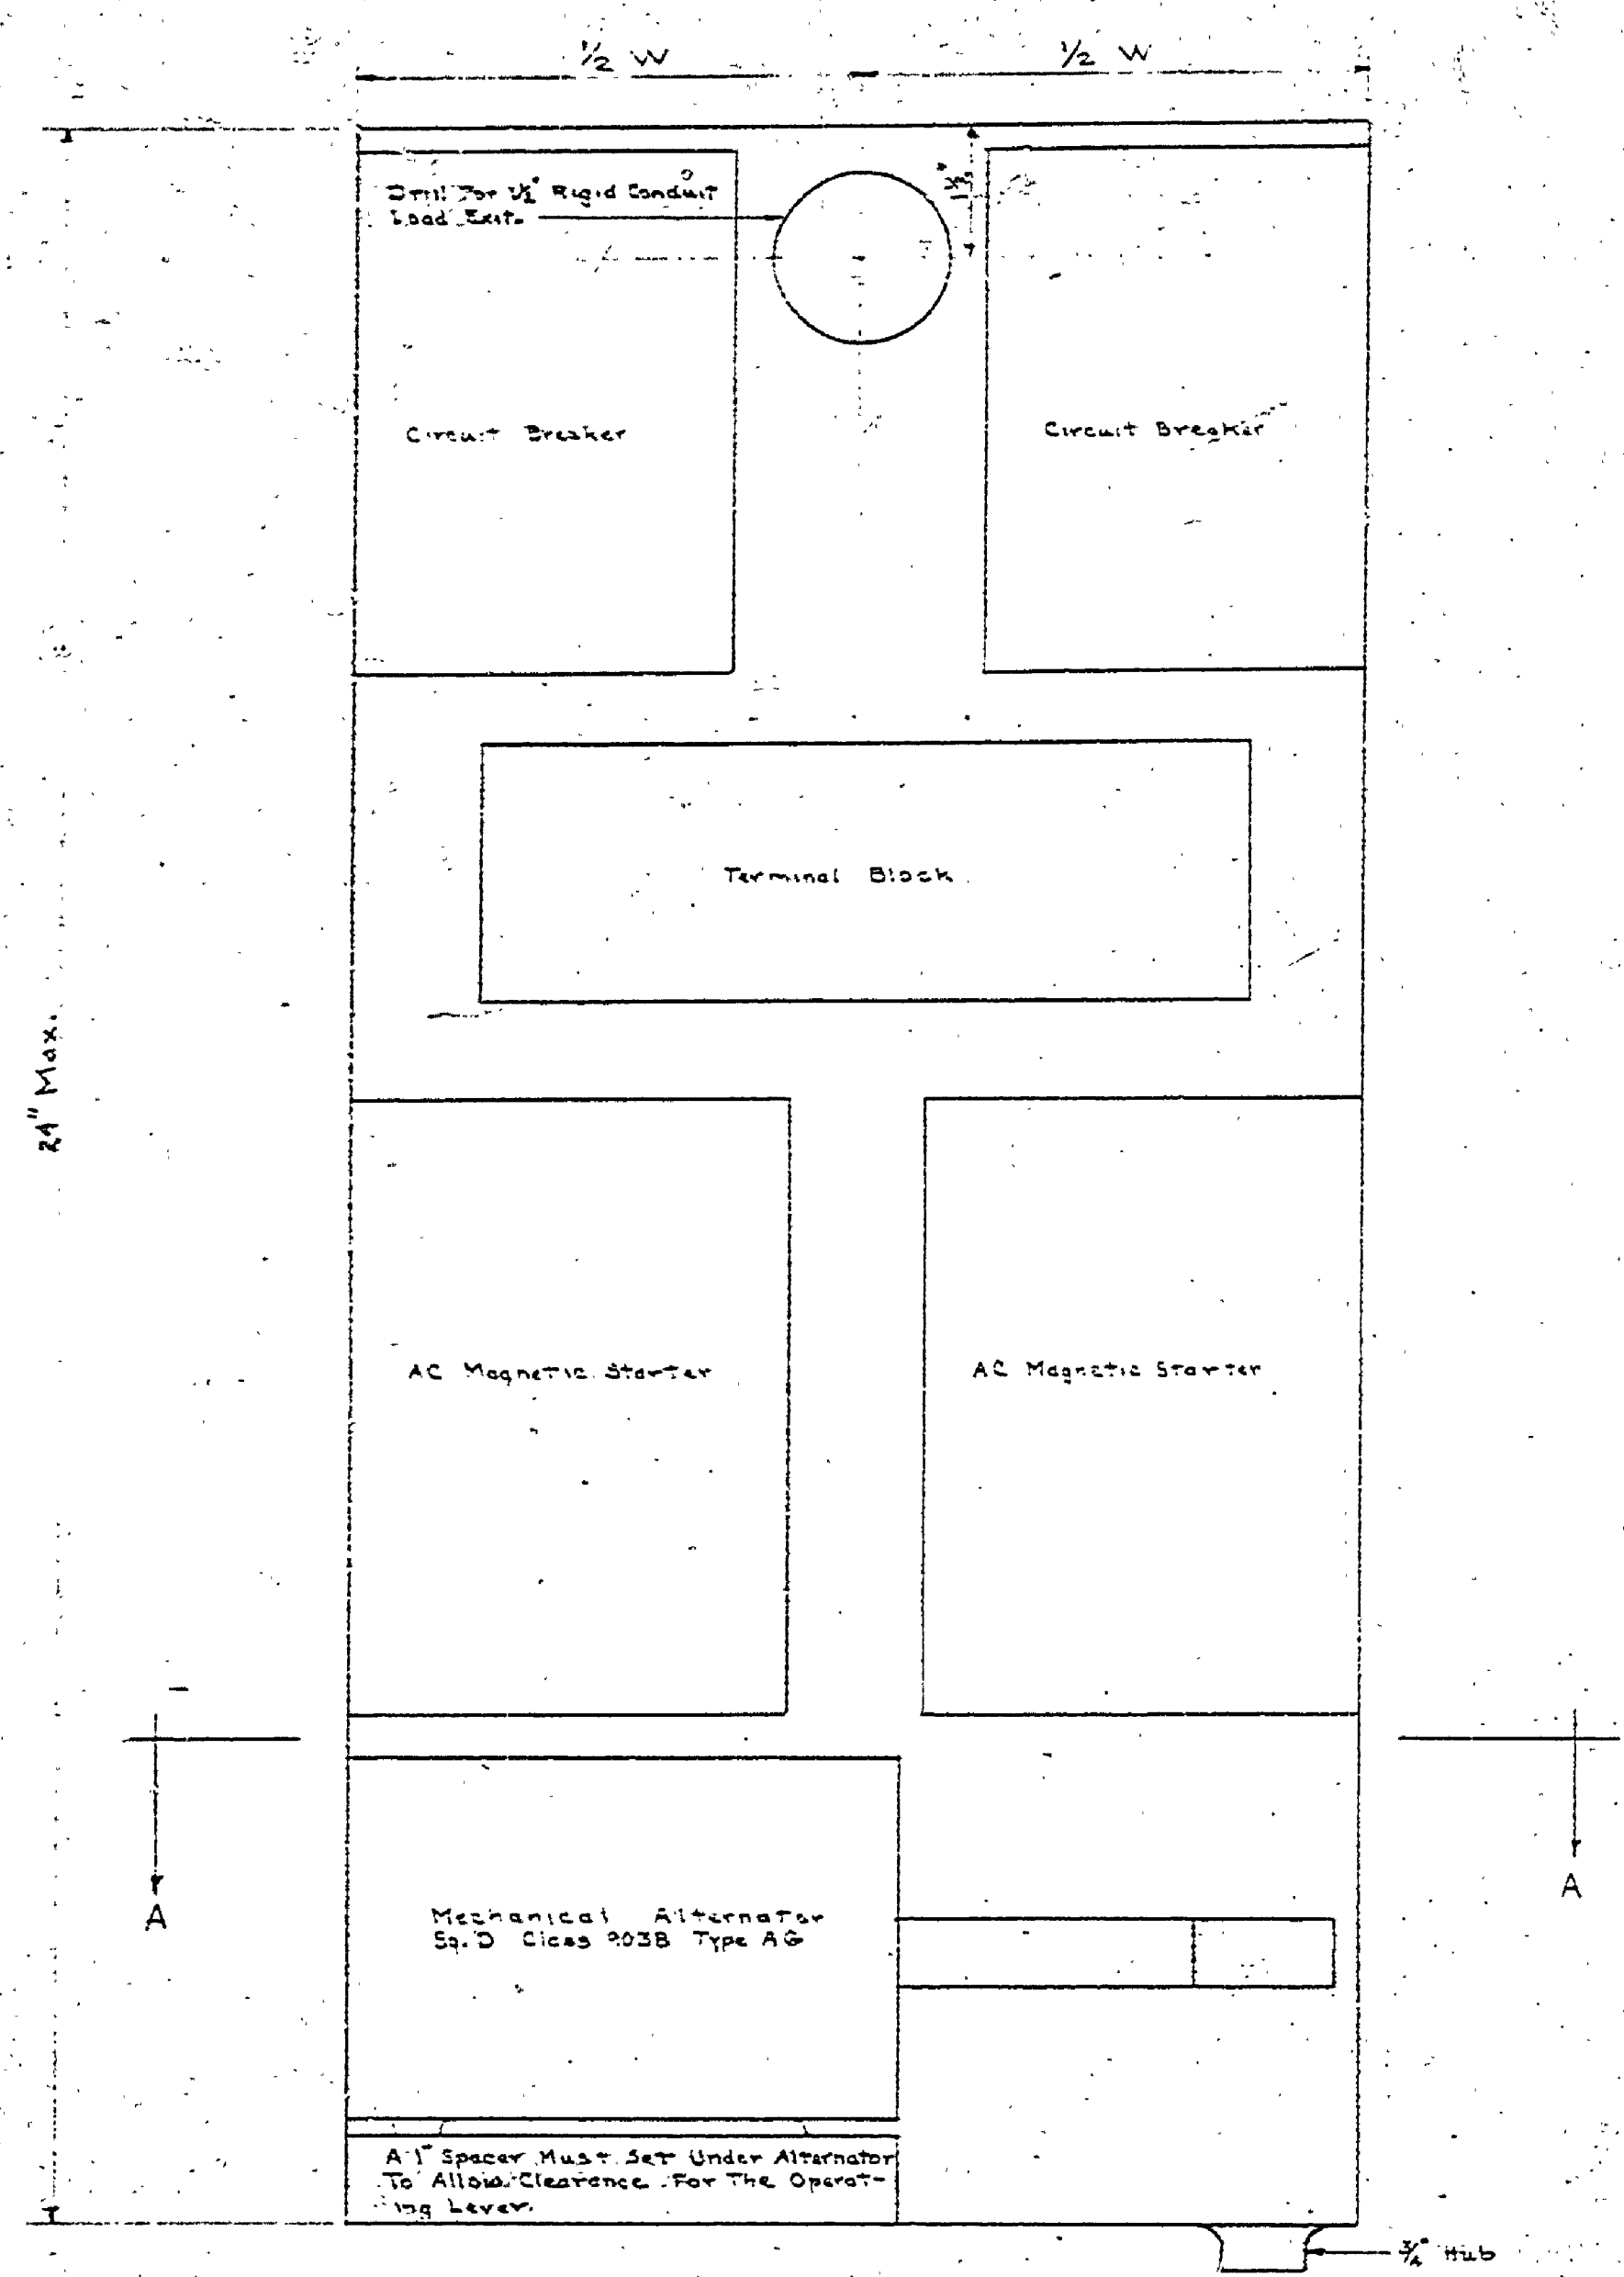 ½ W ½ W
Drill For 1½" Rigid Conduit
Load Exit.
Circuit Breaker
Circuit Breaker
Terminal Block
24" Max.
AC Magnetic Starter
AC Magnetic Starter
A
A
Mechanical Alternator
Sq. D Class 9038 Type AG
A 1" Spacer Must Set Under Alternator
To Allow Clearance For The Operat-
ing Lever.
¾" Hub